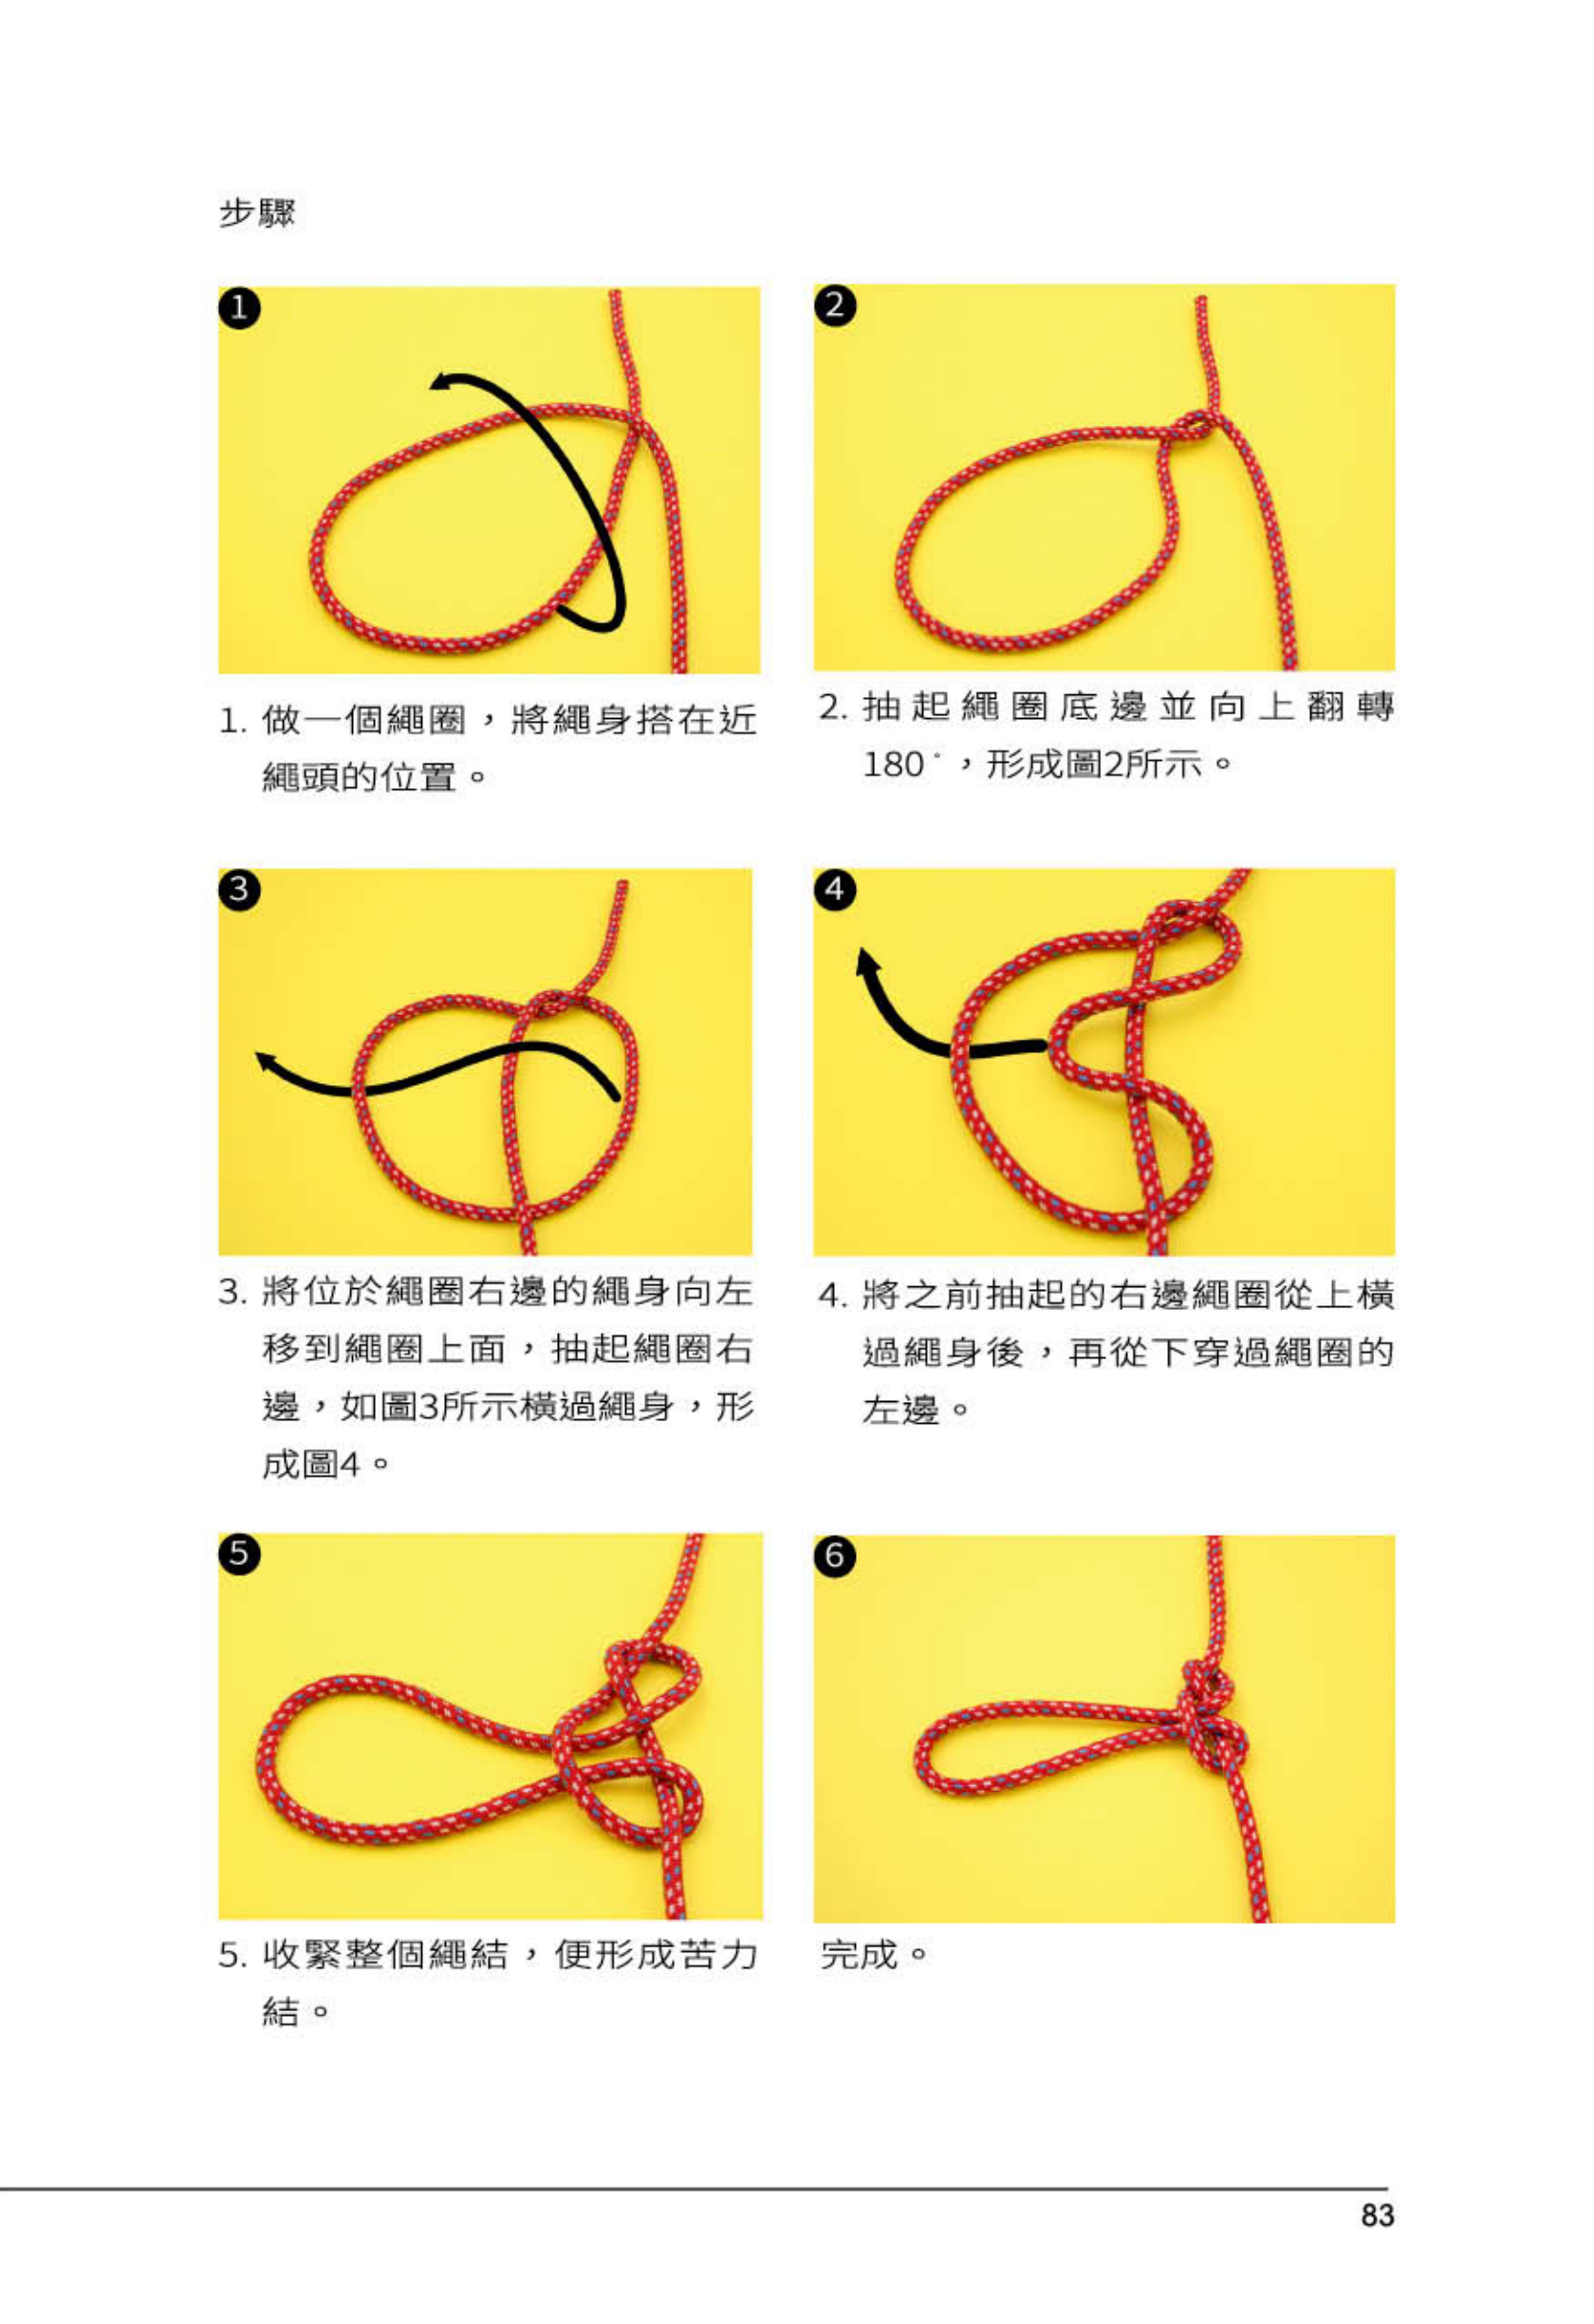 步驟
1
2
1. 做一個繩圈，將繩身搭在近
繩頭的位置。
2. 抽起繩圈底邊並向上翻轉
180˚，形成圖2所示。
3
4
3. 將位於繩圈右邊的繩身向左
移到繩圈上面，抽起繩圈右
邊，如圖3所示橫過繩身，形
成圖4。
4. 將之前抽起的右邊繩圈從上橫
過繩身後，再從下穿過繩圈的
左邊。
5
6
5. 收緊整個繩結，便形成苦力
結。
完成。
83